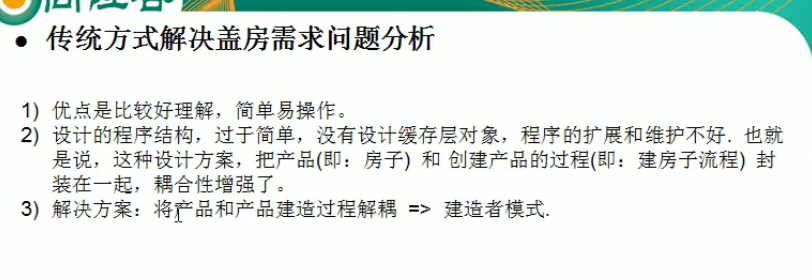 ● 传统方式解决盖房需求问题分析
1) 优点是比较好理解，简单易操作。
2) 设计的程序结构，过于简单，没有设计缓存层对象，程序的扩展和维护不好. 也就
是说，这种设计方案，把产品(即：房子) 和 创建产品的过程(即：建房子流程) 封
装在一起，耦合性增强了。
3) 解决方案：将产品和产品建造过程解耦 => 建造者模式.